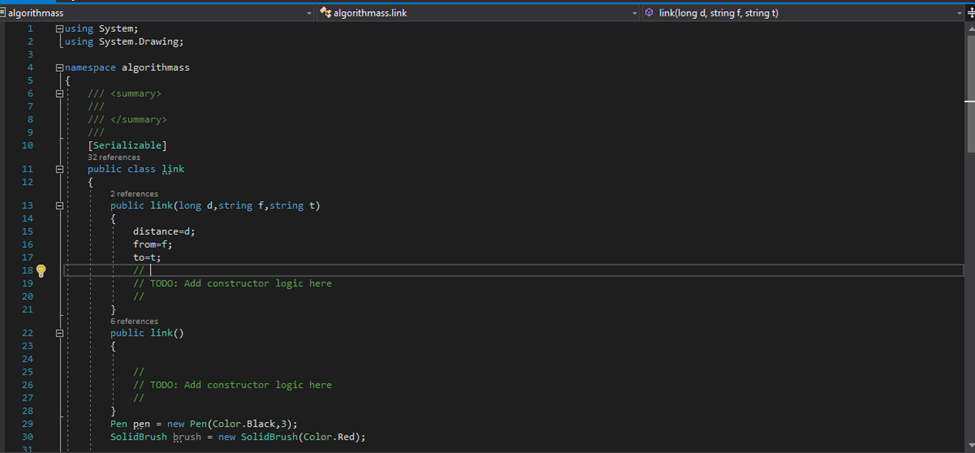 algorithmass algorithmass.link link(long d, string f, string t)
1 using System;
2 using System.Drawing;
3
4 namespace algorithmass
5 {
6 /// <summary>
7 ///
8 /// </summary>
9 ///
10 [Serializable]
32 references
11 public class link
12 {
2 references
13 public link(long d,string f,string t)
14 {
15 distance=d;
16 from=f;
17 to=t;
18 //
19 // TODO: Add constructor logic here
20 //
21 }
6 references
22 public link()
23 {
24
25 //
26 // TODO: Add constructor logic here
27 //
28 }
29 Pen pen = new Pen(Color.Black,3);
30 SolidBrush brush = new SolidBrush(Color.Red);
31